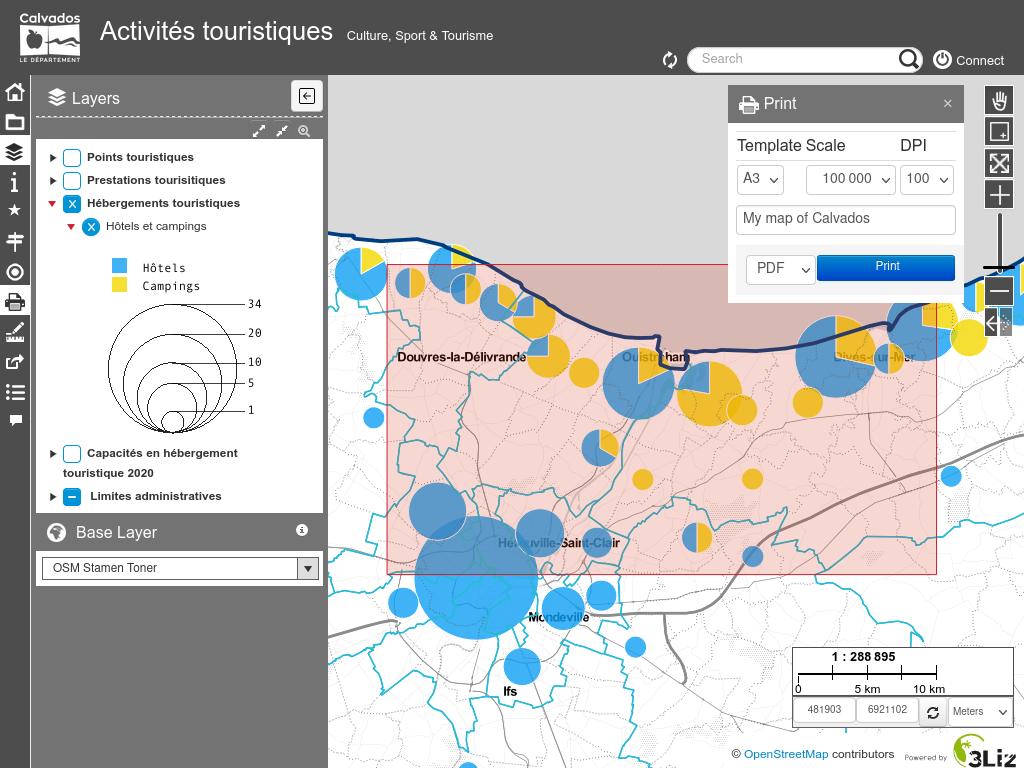 Calvados
LE DÉPARTEMENT
Activités touristiques Culture, Sport & Tourisme
Search
Connect
Layers
Points touristiques
Prestations tourisitiques
Hébergements touristiques
Hôtels et campings
Hôtels
Campings
34
20
10
5
1
Capacités en hébergement
touristique 2020
Limites administratives
Base Layer
OSM Stamen Toner
Print ×
Template Scale DPI
A3 100 000 100
My map of Calvados
PDF Print
Douvres-la-Délivrande
Ouistreham
Dives-sur-Mer
Hérouville-Saint-Clair
Mondeville
Ifs
1 : 288 895
0 5 km 10 km
481903 6921102 Meters
© OpenStreetMap contributors Powered by 3Liz